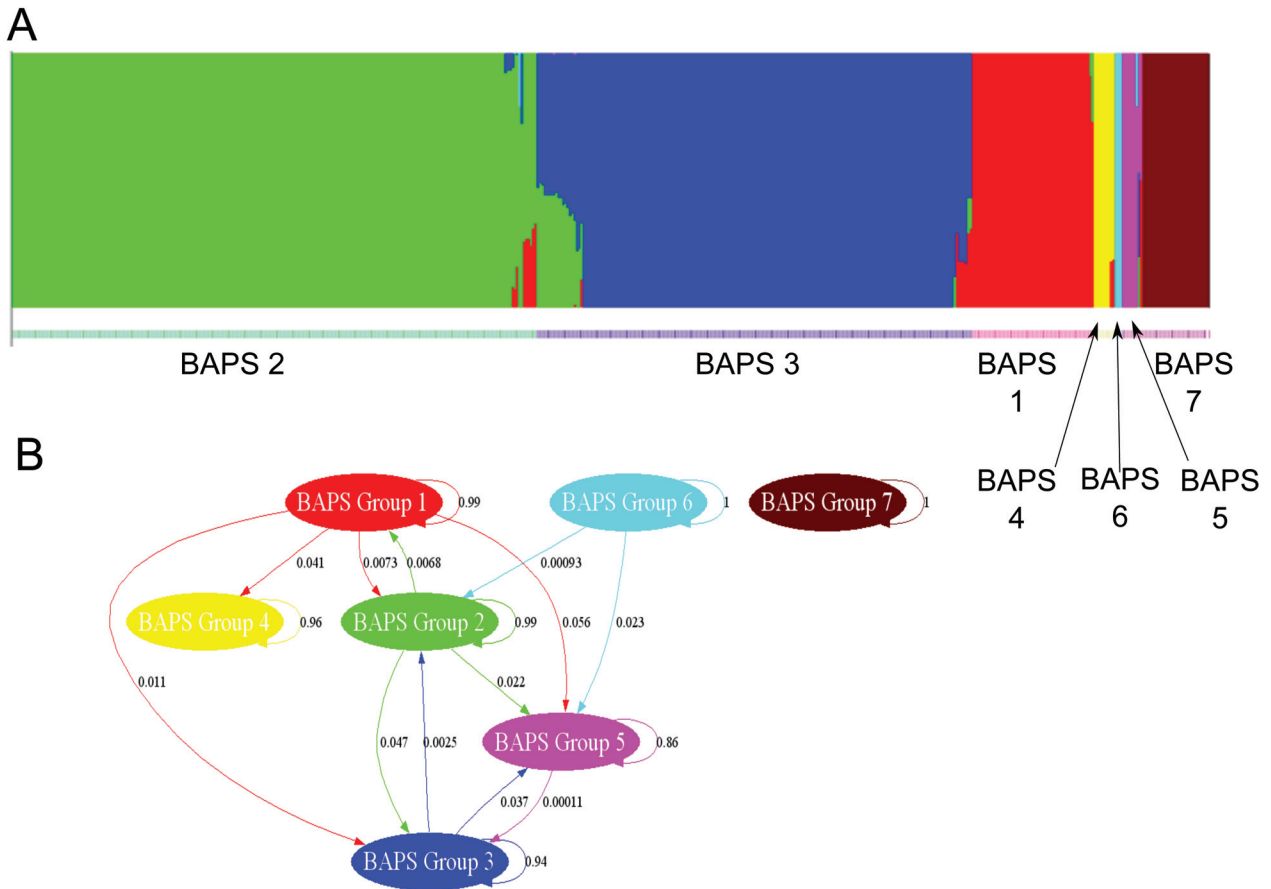 A
BAPS 2
BAPS 3
BAPS
1
BAPS
7
BAPS
4
BAPS
6
BAPS
5
B
BAPS Group 1
0.99
BAPS Group 6
1
BAPS Group 7
1
0.041
0.0073
0.0068
0.00093
BAPS Group 4
0.96
BAPS Group 2
0.99
0.056
0.023
0.011
0.022
0.047
0.0025
BAPS Group 5
0.86
0.037
0.00011
BAPS Group 3
0.94